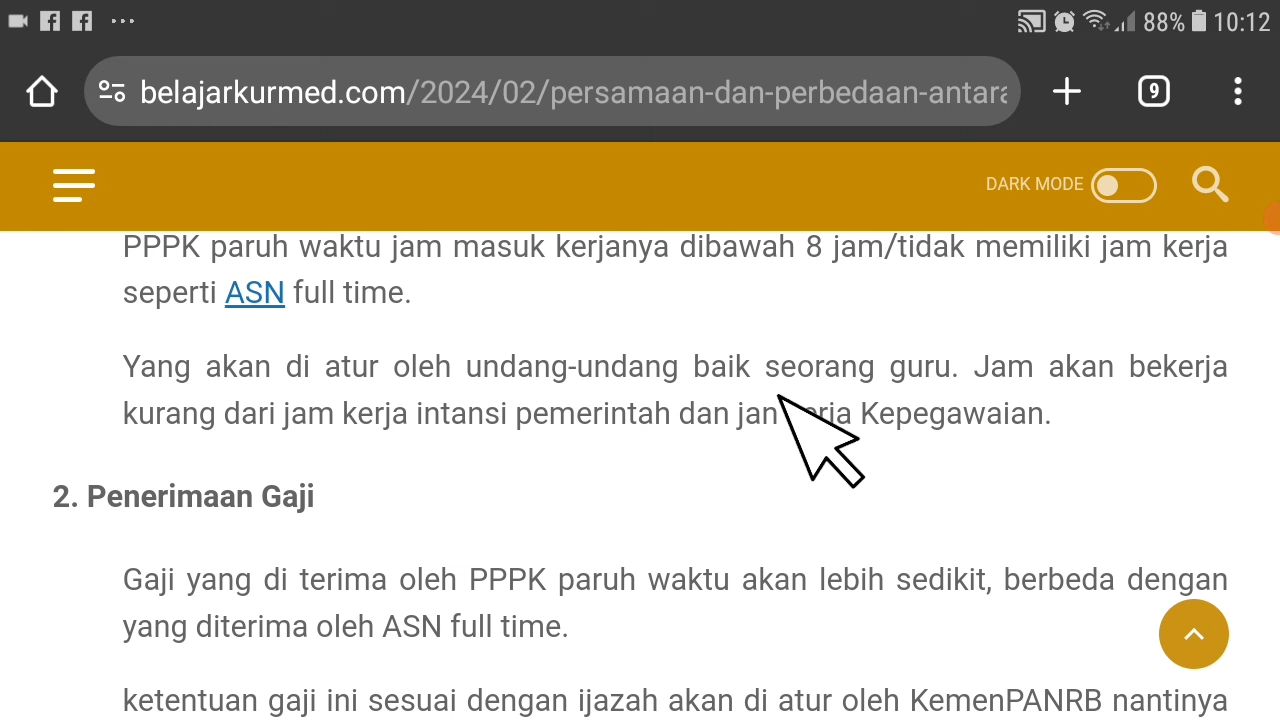 88% 10:12
belajarkurmed.com/2024/02/persamaan-dan-perbedaan-antara
9
DARK MODE
PPPK paruh waktu jam masuk kerjanya dibawah 8 jam/tidak memiliki jam kerja
seperti ASN full time.
Yang akan di atur oleh undang-undang baik seorang guru. Jam akan bekerja
kurang dari jam kerja intansi pemerintah dan Kepegawaian.
2. Penerimaan Gaji
Gaji yang di terima oleh PPPK paruh waktu akan lebih sedikit, berbeda dengan
yang diterima oleh ASN full time.
ketentuan gaji ini sesuai dengan ijazah akan di atur oleh KemenPANRB nantinya